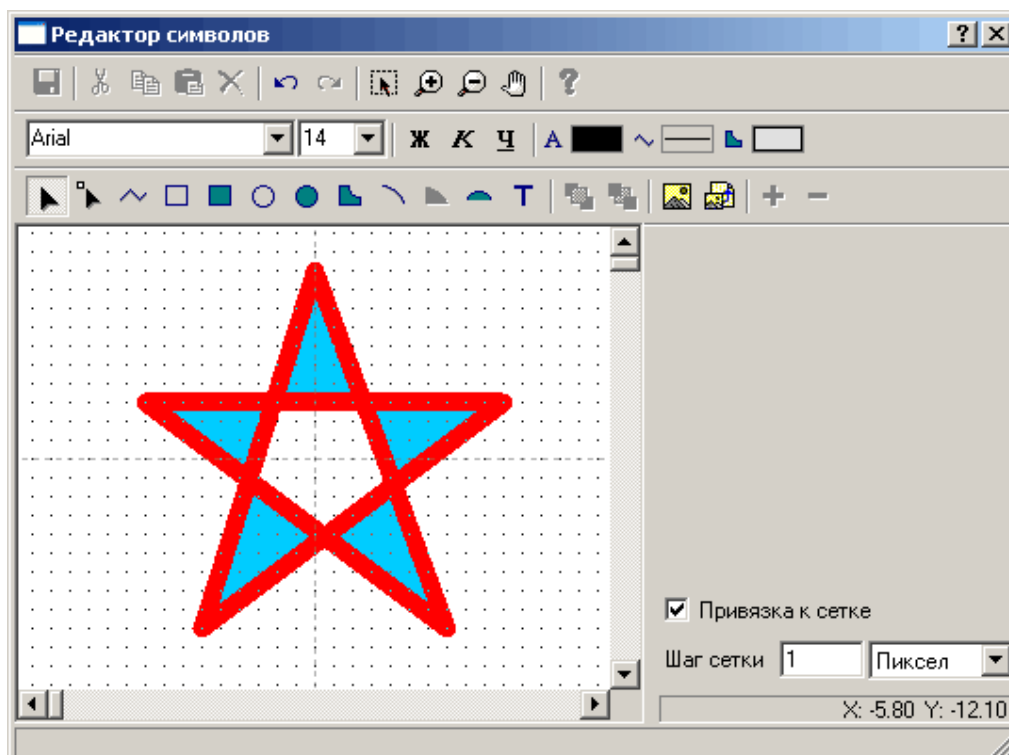 Редактор символов
Arial 14 Ж К Ч A
T
Привязка к сетке
Шаг сетки 1 Пиксел
X: -5.80 Y: -12.10